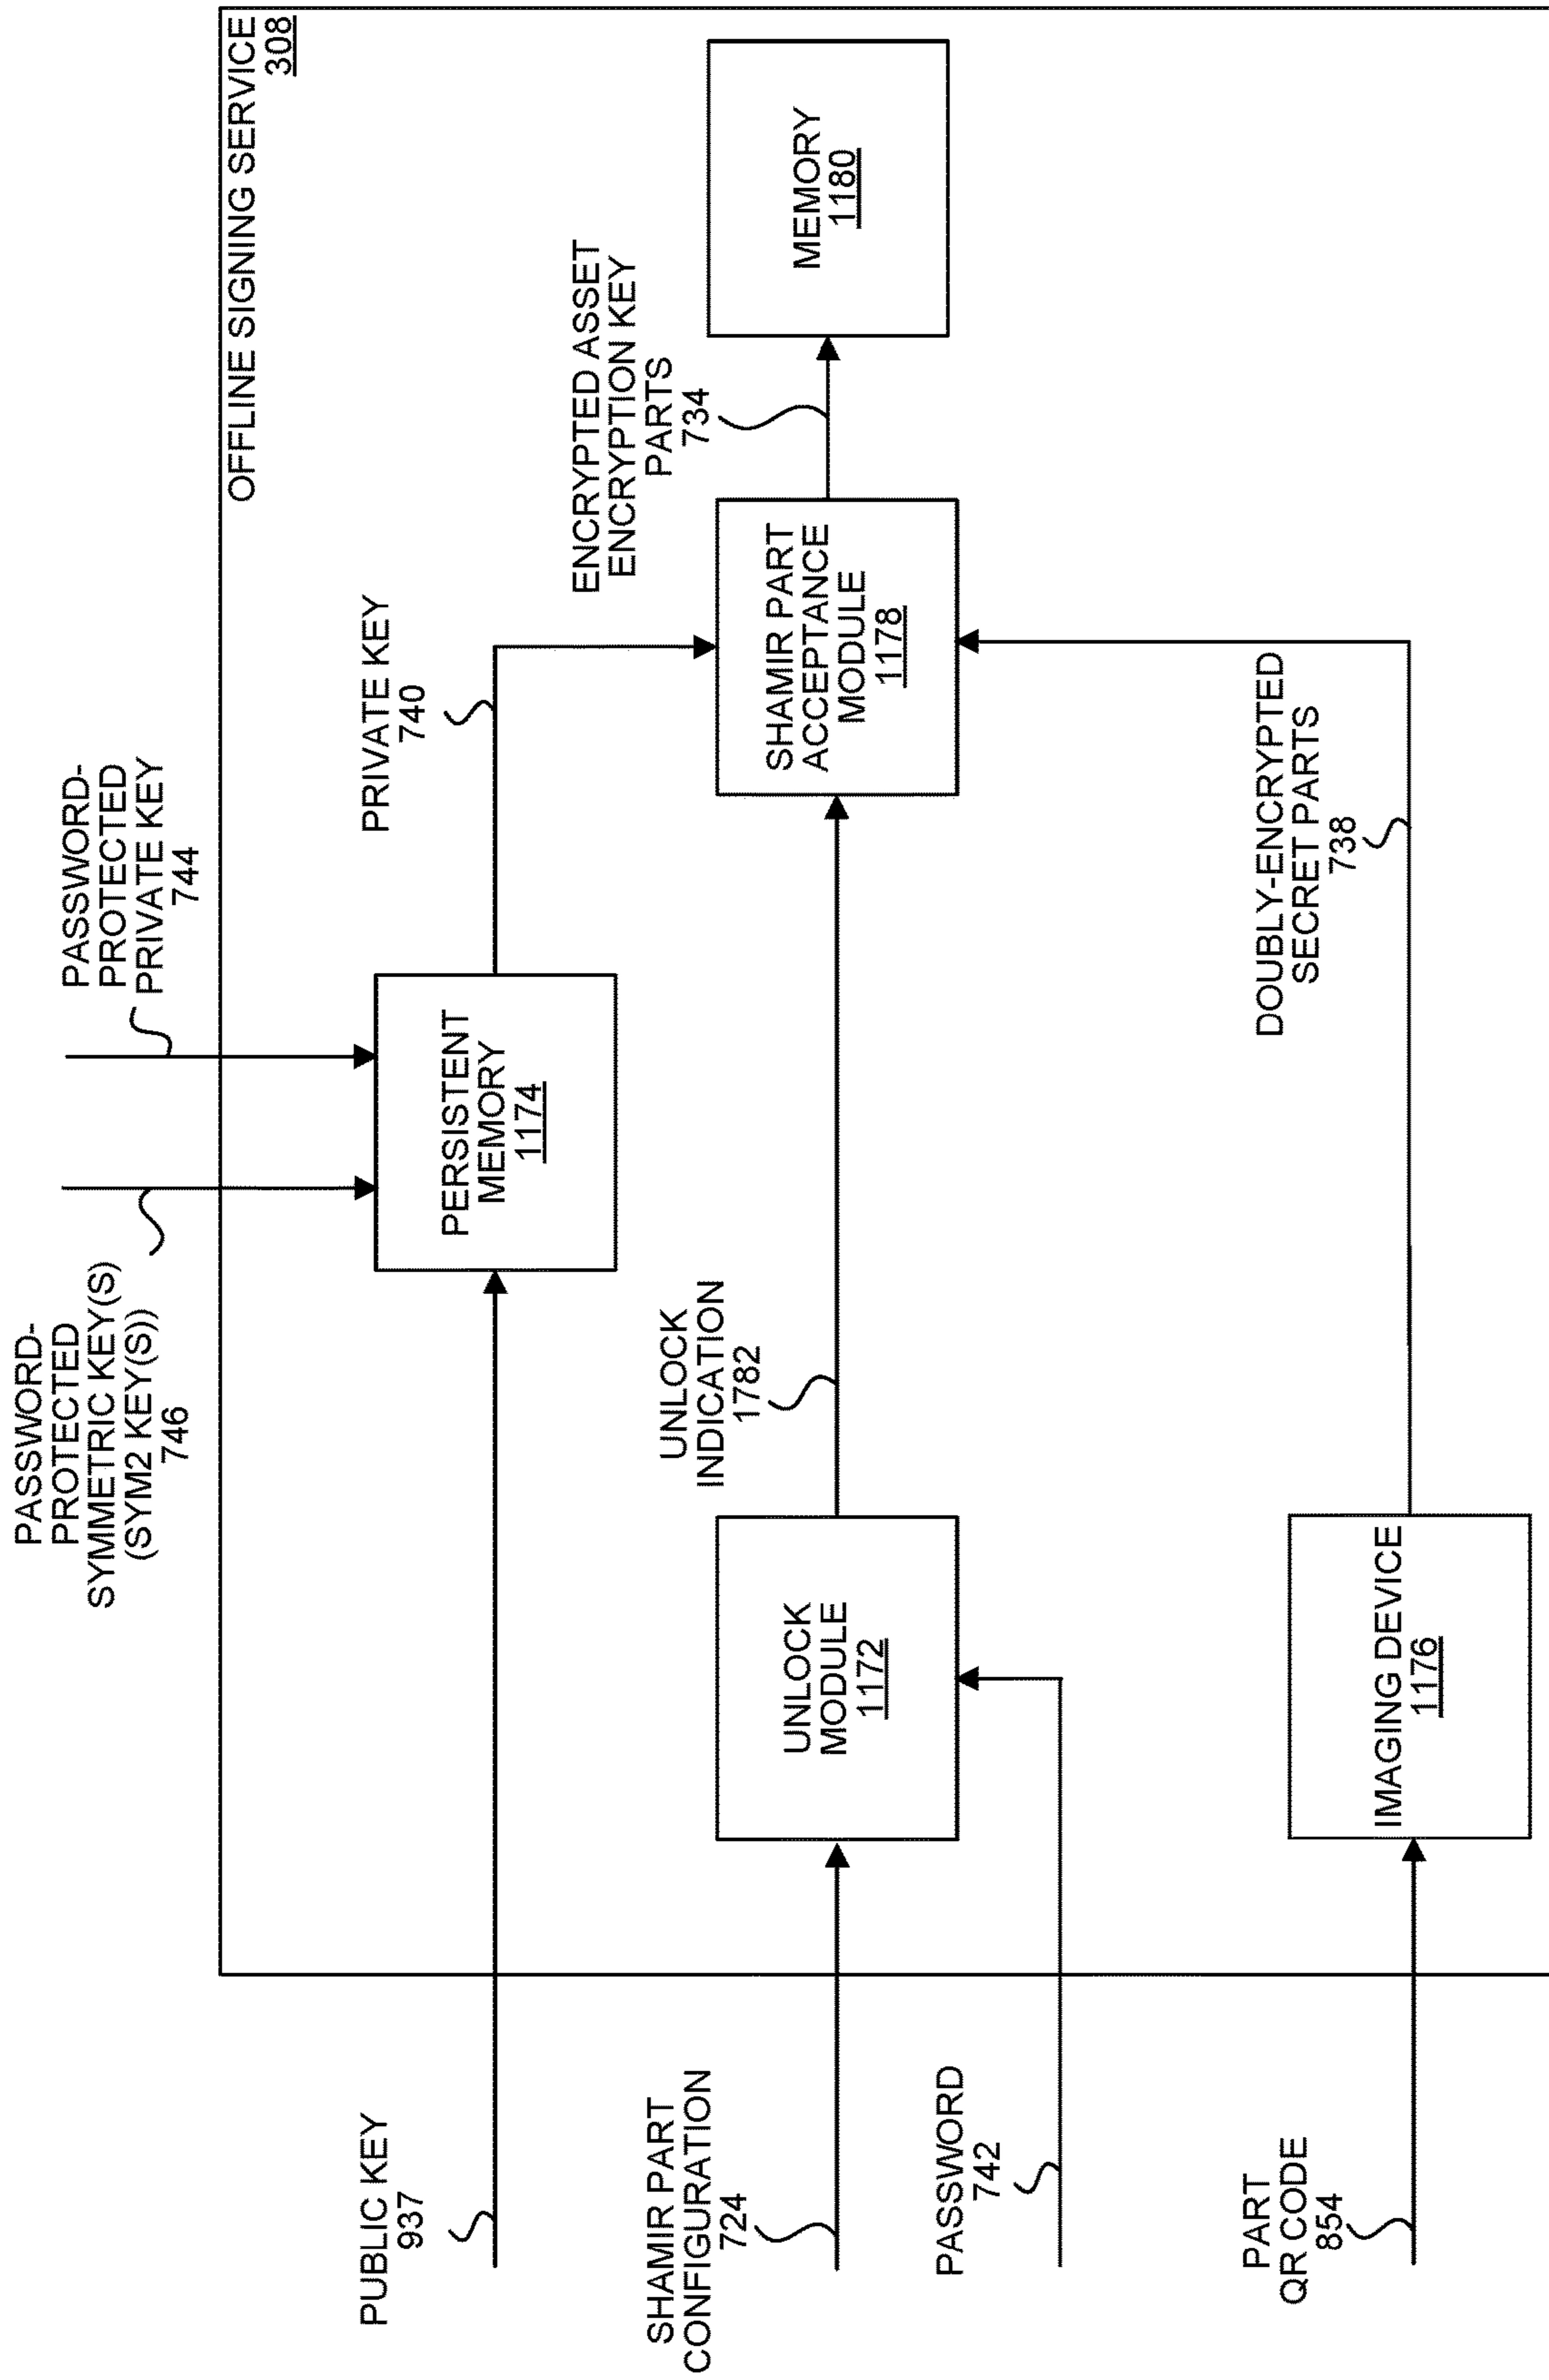 OFFLINE SIGNING SERVICE
308
PASSWORD-
PROTECTED
SYMMETRIC KEY(S)
(SYM2 KEY(S))
746
PASSWORD-
PROTECTED
PRIVATE KEY
744
PUBLIC KEY
937
PERSISTENT
MEMORY
1174
PRIVATE KEY
740
ENCRYPTED ASSET
ENCRYPTION KEY
PARTS
734
SHAMIR PART
CONFIGURATION
724
UNLOCK
MODULE
1172
UNLOCK
INDICATION
1782
SHAMIR PART
ACCEPTANCE
MODULE
1178
MEMORY
1180
PASSWORD
742
PART
QR CODE
854
IMAGING DEVICE
1176
DOUBLY-ENCRYPTED
SECRET PARTS
738